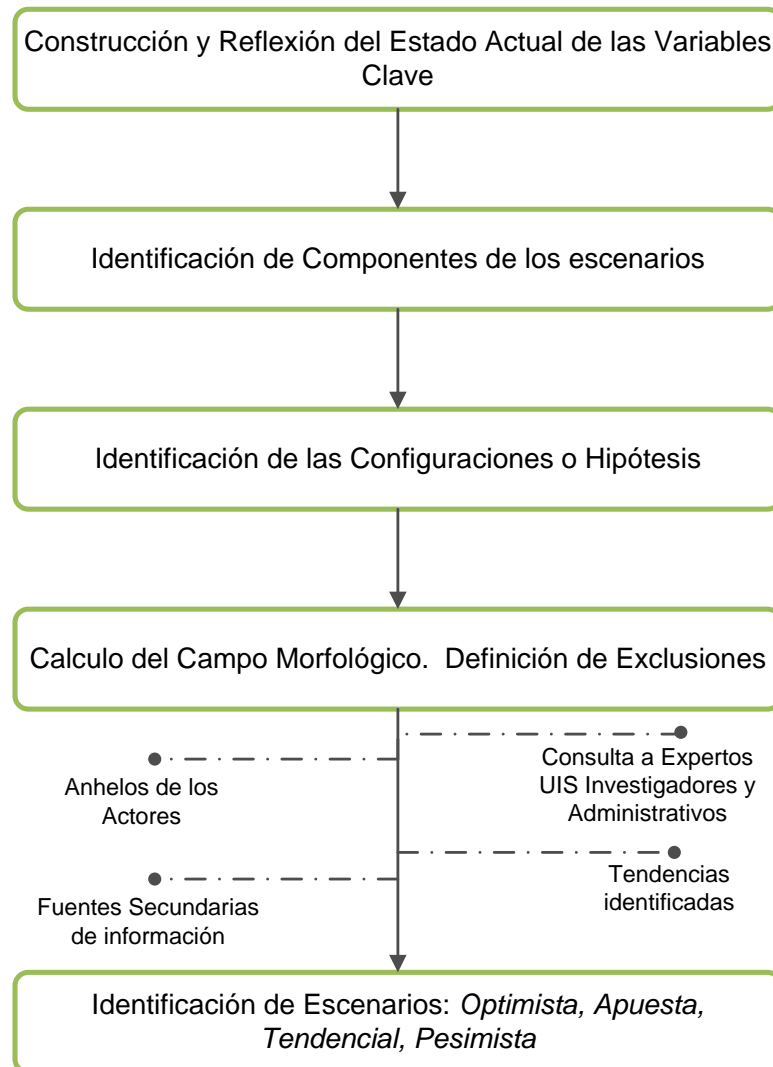 Construcción y Reflexión del Estado Actual de las Variables
Clave
Identificación de Componentes de los escenarios
Identificación de las Configuraciones o Hipótesis
Calculo del Campo Morfológico.  Definición de Exclusiones
Anhelos de los
Actores
Consulta a Expertos
UIS Investigadores y
Administrativos
Fuentes Secundarias
de información
Tendencias
identificadas
Identificación de Escenarios: Optimista, Apuesta,
Tendencial, Pesimista